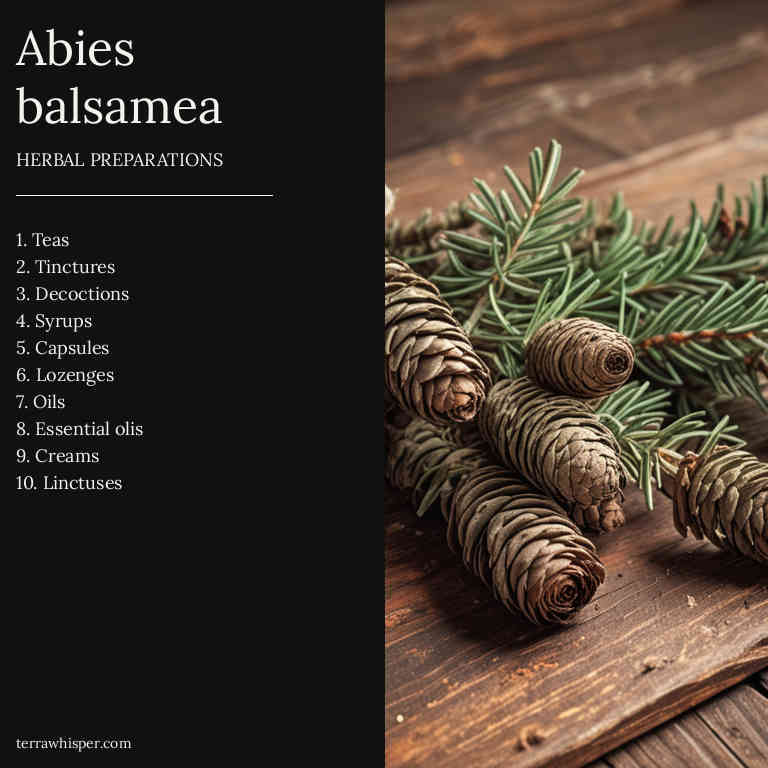 Abies
balsamea
HERBAL PREPARATIONS
1. Teas
2. Tinctures
3. Decoctions
4. Syrups
5. Capsules
6. Lozenges
7. Oils
8. Essential olis
9. Creams
10. Linctuses
terrawhisper.com